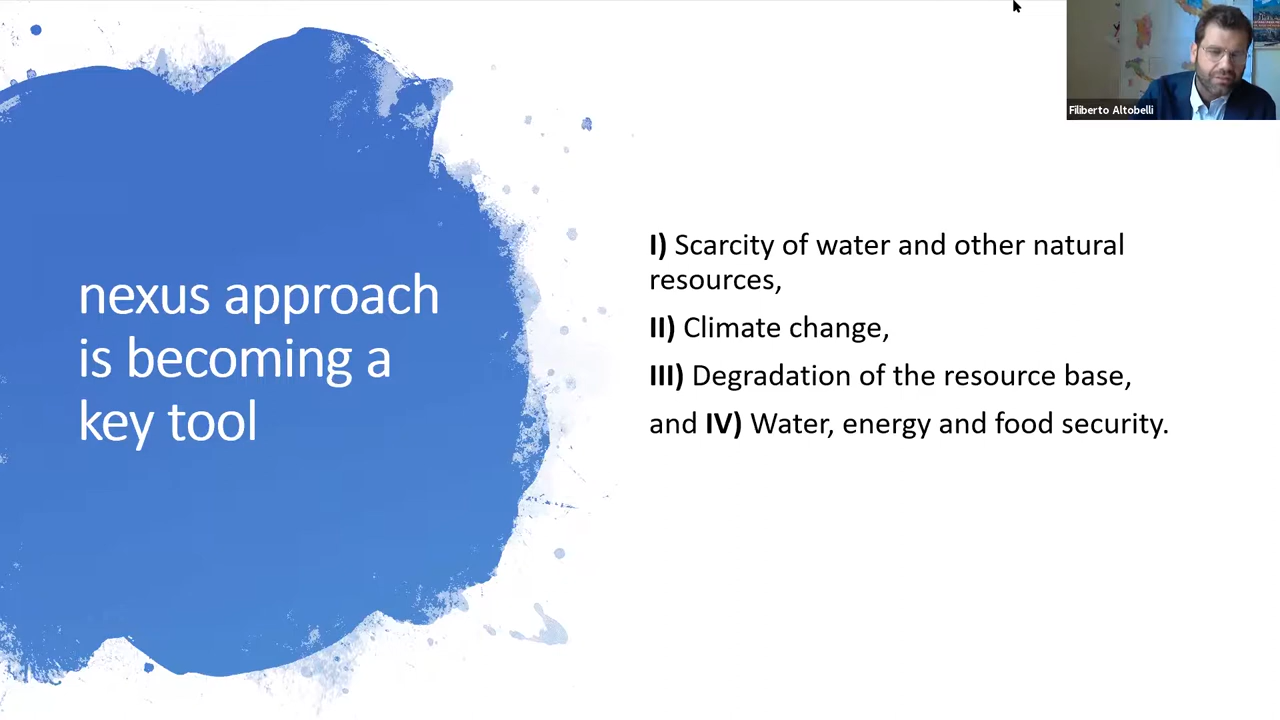 Filiberto Altobelli
nexus approach
is becoming a
key tool
I) Scarcity of water and other natural
resources,
II) Climate change,
III) Degradation of the resource base,
and IV) Water, energy and food security.